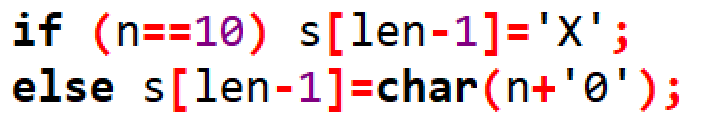 if (n==10) s[len-1]='X';
else s[len-1]=char(n+'0');